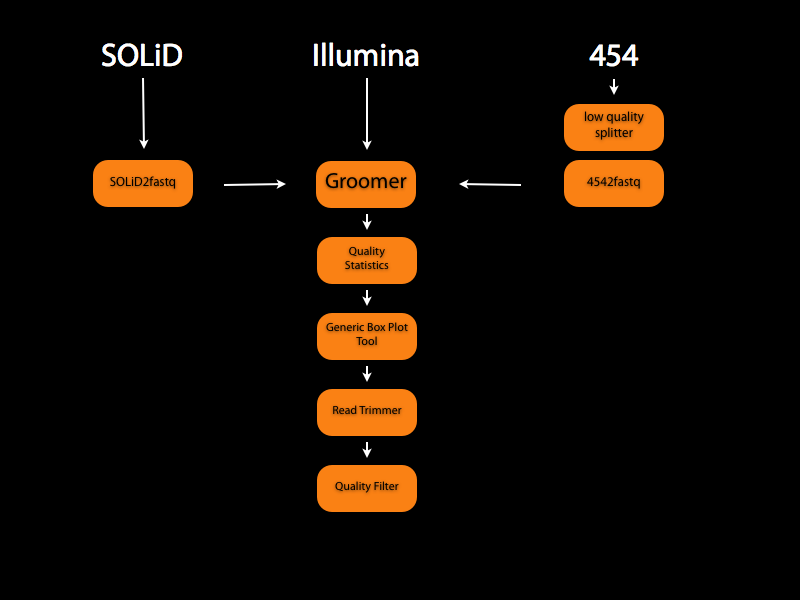 SOLiD
Illumina
454
low quality
splitter
SOLiD2fastq
Groomer
4542fastq
Quality
Statistics
Generic Box Plot
Tool
Read Trimmer
Quality Filter